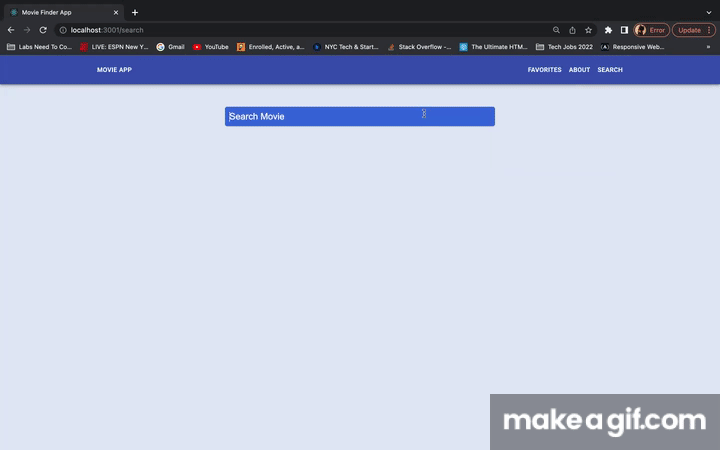 Movie Finder App
localhost:3001/search
Error
Update
Labs Need To Co...
LIVE: ESPN New Y...
Gmail
YouTube
Enrolled, Active, a...
NYC Tech & Start...
Stack Overflow -...
The Ultimate HTM...
Tech Jobs 2022
Responsive Web...
»
MOVIE APP
FAVORITES
ABOUT
SEARCH
Search Movie
makeagif.com